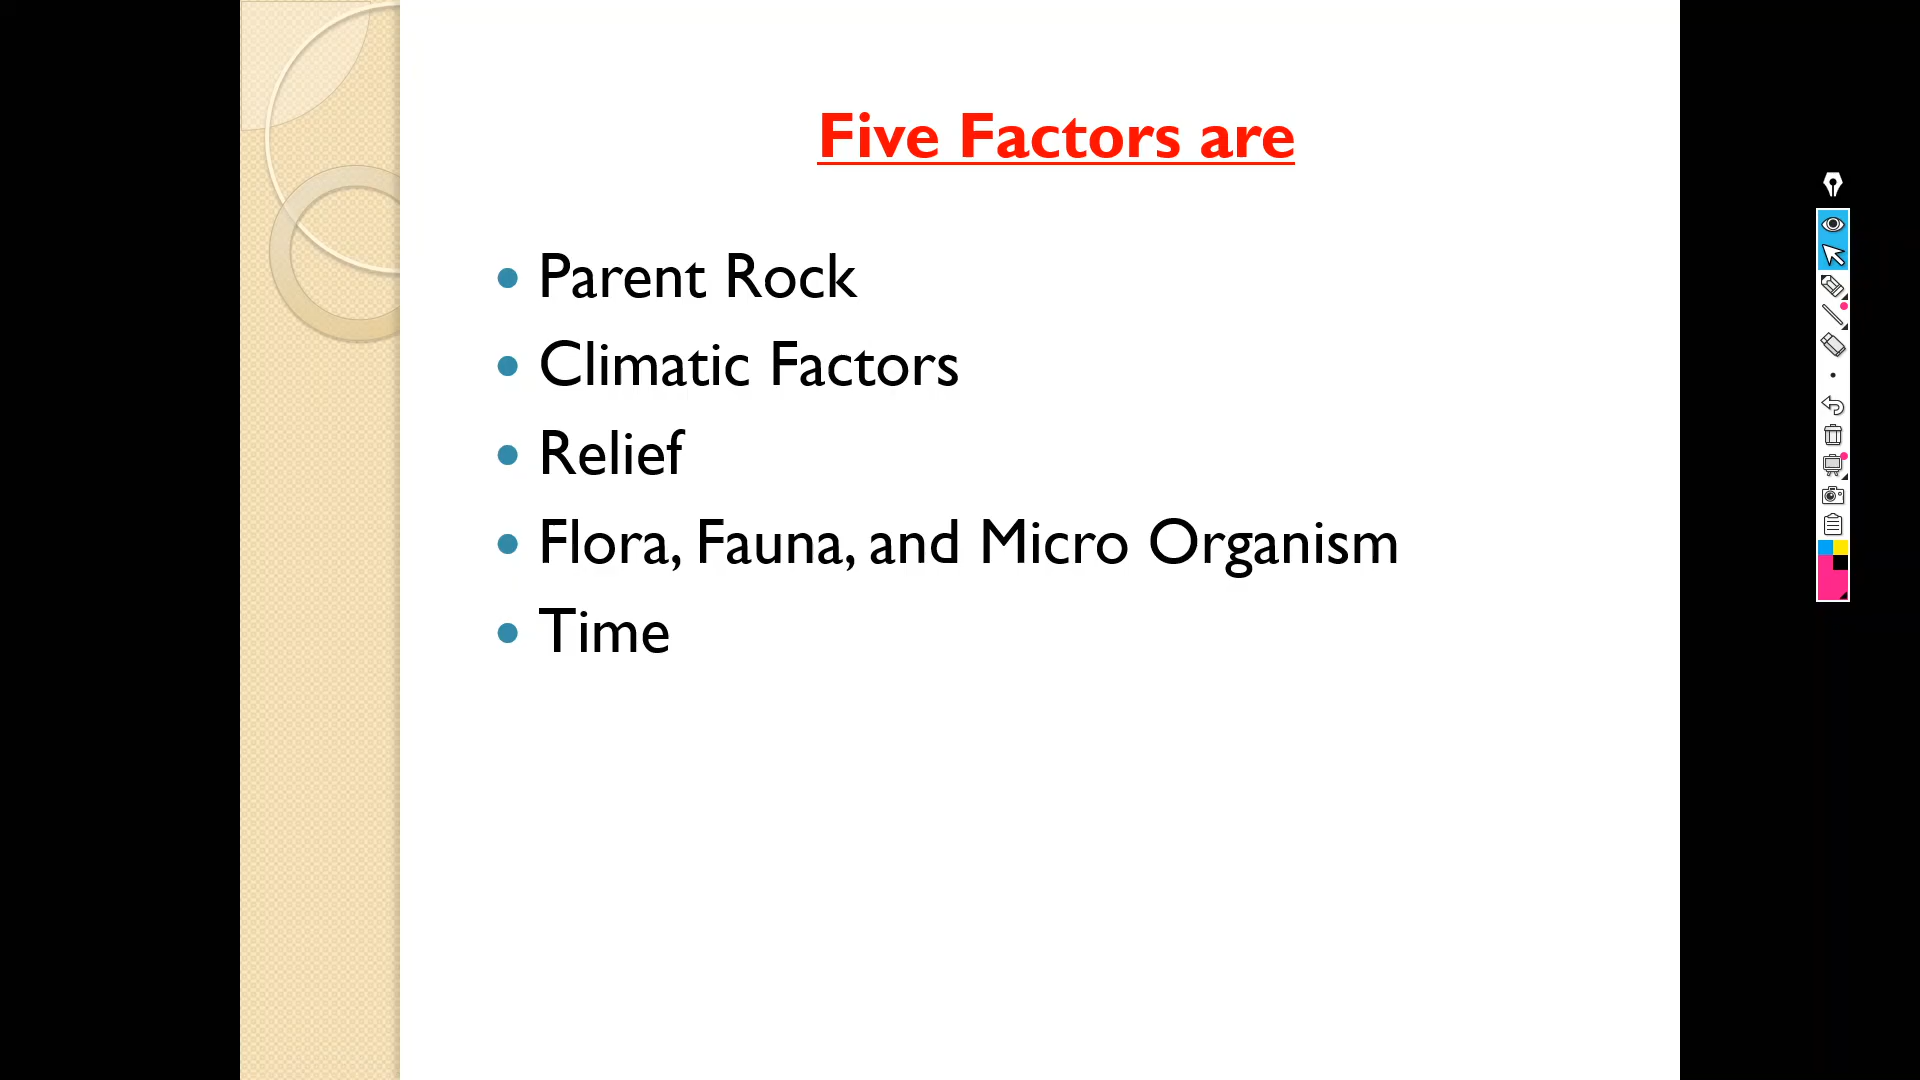 Five Factors are
• Parent Rock
• Climatic Factors
• Relief
• Flora, Fauna, and Micro Organism
• Time